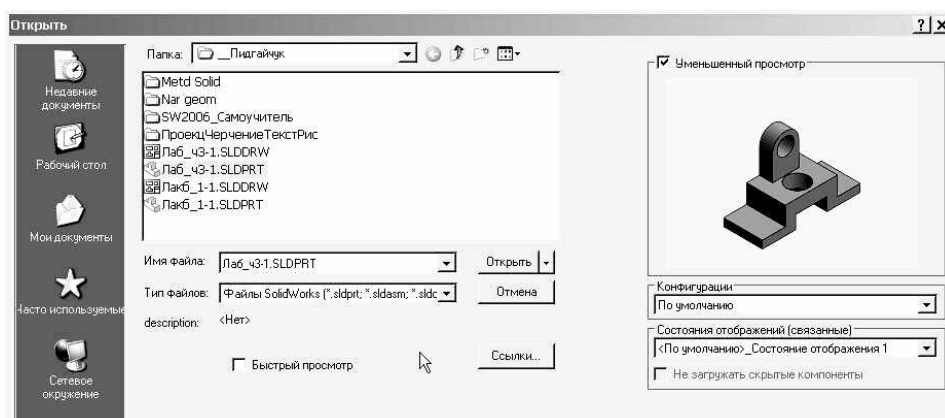 Открыть
Недавние документы
Рабочий стол
Мои документы
Часто используемые
Сетевое окружение
Папка: __Пидгайчук
Metd Solid
Nar geom
SW2006_Самоучитель
ПроекцЧерчениеТекстРис
Лаб_ч3-1.SLDDRW
Лаб_ч3-1.SLDPRT
Лакб_1-1.SLDDRW
Лакб_1-1.SLDPRT
Имя файла: Лаб_ч3-1.SLDPRT Открыть
Тип файлов: Файлы SolidWorks (*.sldprt; *.sldasm; *.sldc Отмена
description: <Нет>
Быстрый просмотр Ссылки...
Уменьшенный просмотр
Конфигурации
По умолчанию
Состояния отображений (связанные)
<По умолчанию>_Состояние отображения 1
Не загружать скрытые компоненты